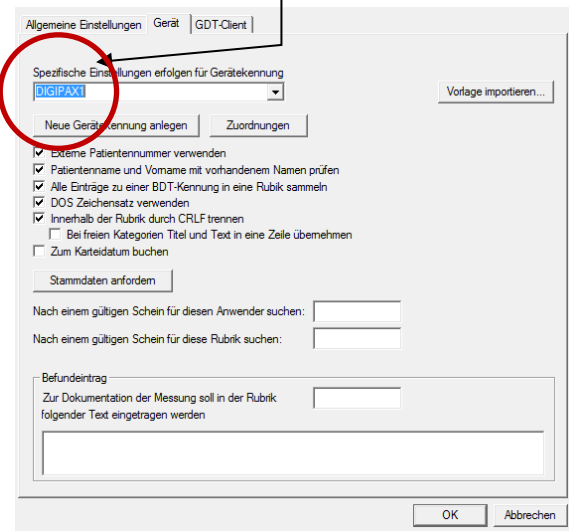 Allgemeine Einstellungen Gerät GDT-Client
Spezifische Einstellungen erfolgen für Gerätekennung
DIGIPAX1
Vorlage importieren...
Neue Gerätekennung anlegen Zuordnungen
Externe Patientennummer verwenden
Patientenname und Vorname mit vorhandenem Namen prüfen
Alle Einträge zu einer BDT-Kennung in eine Rubik sammeln
DOS Zeichensatz verwenden
Innerhalb der Rubrik durch CRLF trennen
Bei freien Kategorien Titel und Text in eine Zeile übernehmen
Zum Karteidatum buchen
Stammdaten anfordern
Nach einem gültigen Schein für diesen Anwender suchen:
Nach einem gültigen Schein für diese Rubrik suchen:
Befundeintrag
Zur Dokumentation der Messung soll in der Rubrik
folgender Text eingetragen werden
OK Abbrechen